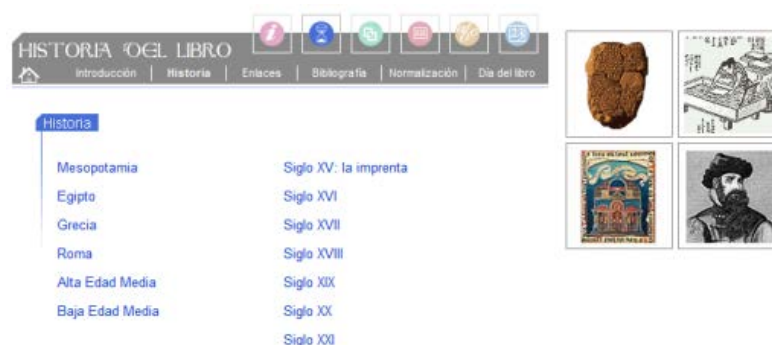 HISTORIA DEL LIBRO
Introducción | Historia | Enlaces | Bibliografía | Normalización | Día del libro
Historia
Mesopotamia
Egipto
Grecia
Roma
Alta Edad Media
Baja Edad Media
Siglo XV: la imprenta
Siglo XVI
Siglo XVII
Siglo XVIII
Siglo XIX
Siglo XX
Siglo XXI